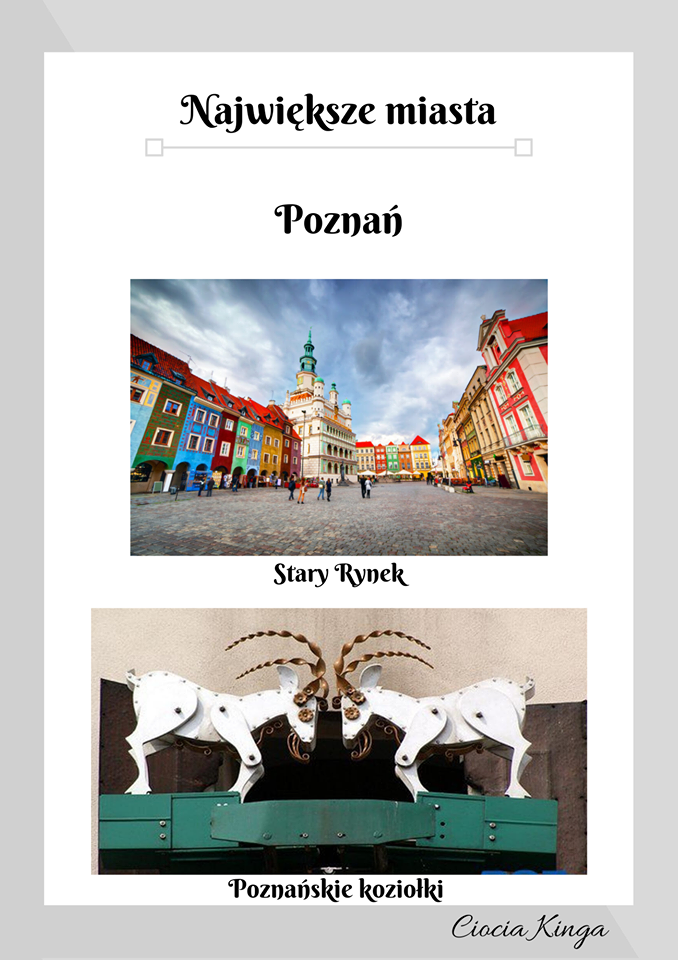 Największe miasta
Poznań
Stary Rynek
Poznańskie koziołki
Ciocia Kinga